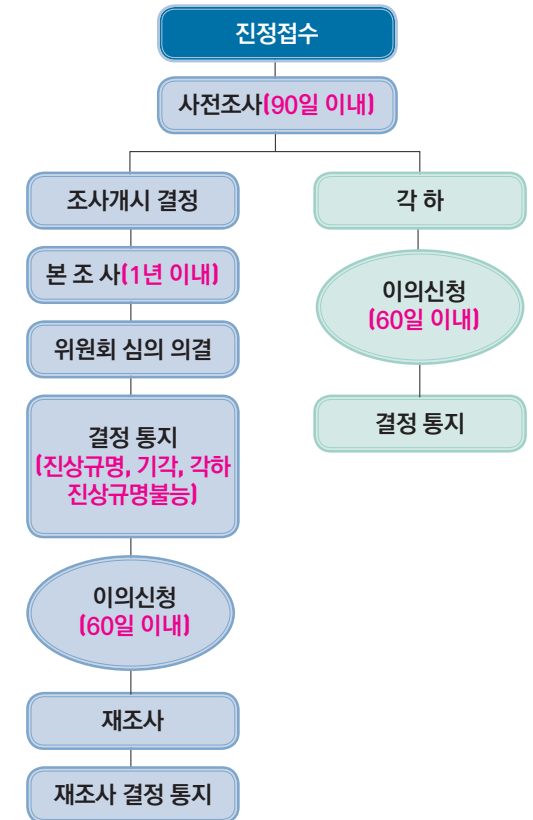 진정접수
사전조사(90일 이내)
조사개시 결정
본 조 사(1년 이내)
위원회 심의 의결
결정 통지
(진상규명, 기각, 각하
진상규명불능)
이의신청
(60일 이내)
재조사
재조사 결정 통지
각 하
이의신청
(60일 이내)
결정 통지